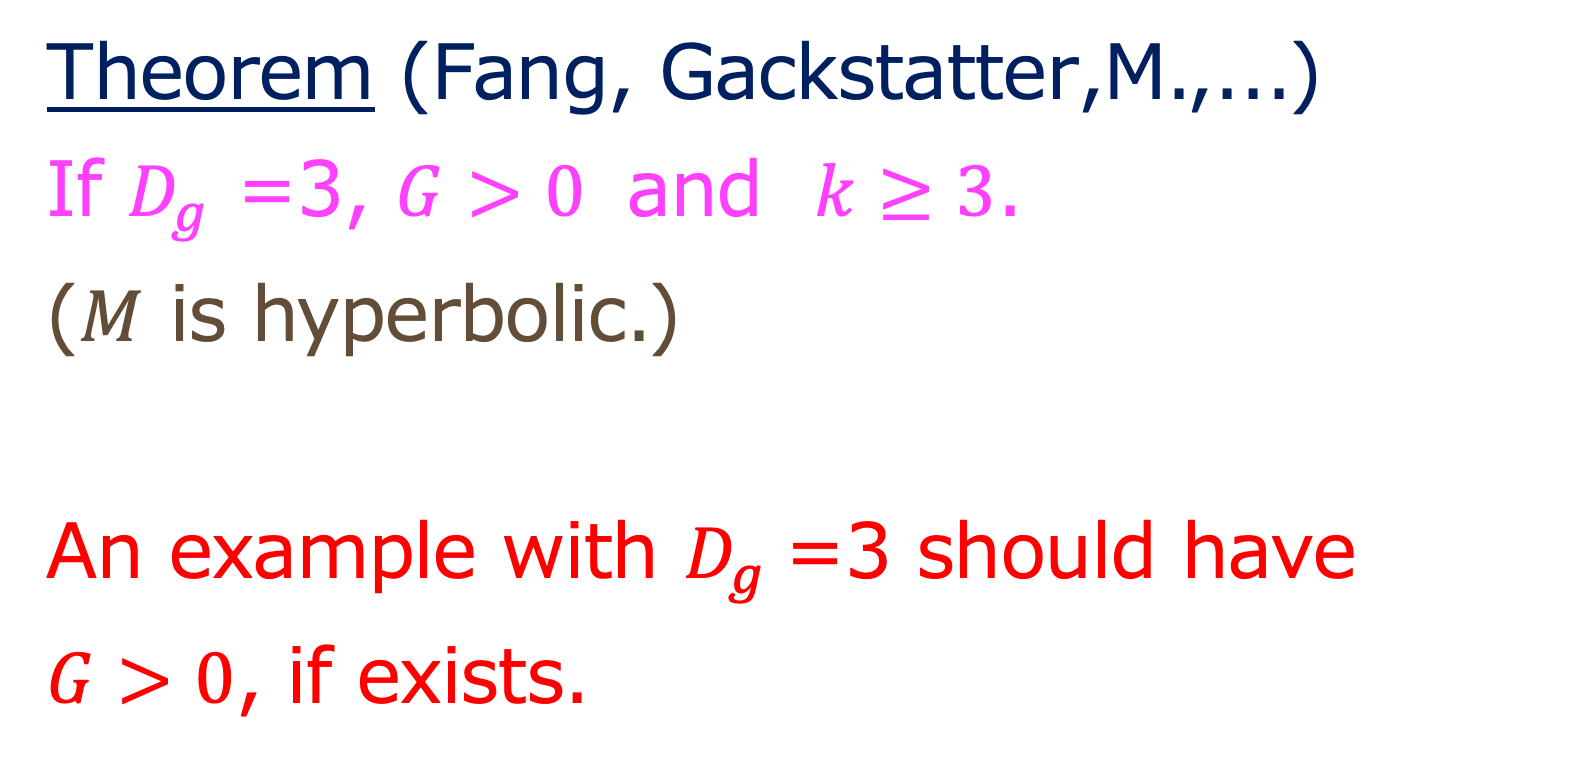 Theorem (Fang, Gackstatter,M.,...)
If D_g =3, G > 0 and k ≥ 3.
(M is hyperbolic.)
An example with D_g =3 should have
G > 0, if exists.